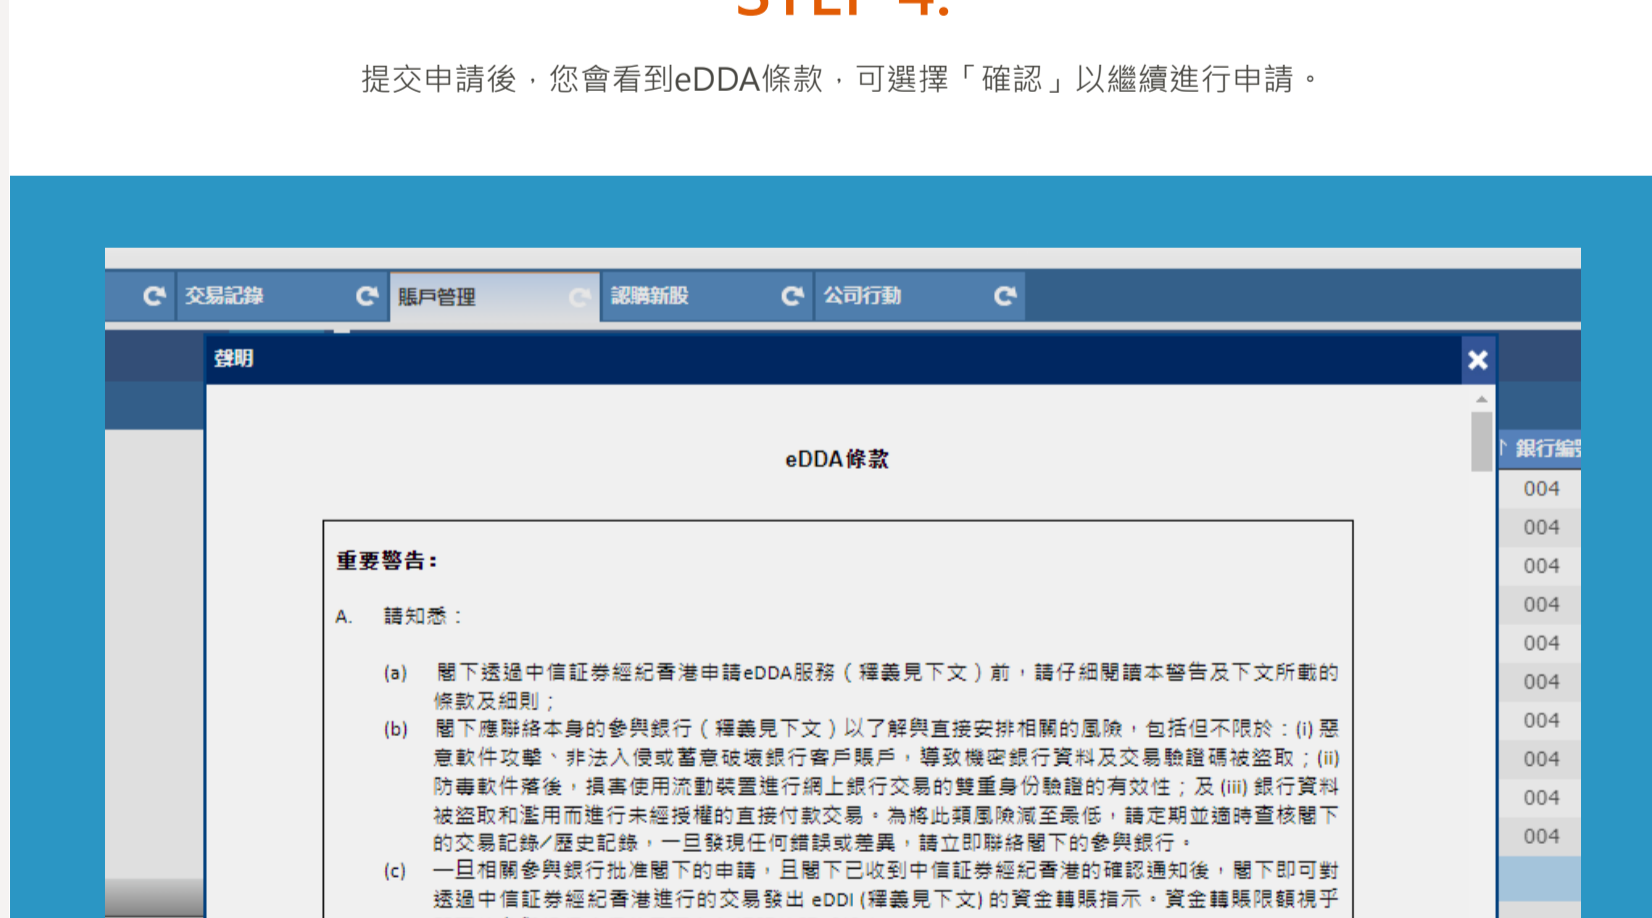 STEP 4.
提交申請後，您會看到eDDA條款，可選擇「確認」以繼續進行申請。
交易記錄 賬戶管理 認購新股 公司行動
聲明
銀行編號
eDDA條款
004
004
重要警告：
004
A. 請知悉：
004
004
(a) 閣下透過中信証券經紀香港申請eDDA服務（釋義見下文）前，請仔細閱讀本警告及下文所載的
004
條款及細則；
(b) 閣下應聯絡本身的參與銀行（釋義見下文）以了解與直接安排相關的風險，包括但不限於：(i) 惡
004
意軟件攻擊、非法入侵或蓄意破壞銀行客戶賬戶，導致機密銀行資料及交易驗證碼被盜取；(ii)
004
防毒軟件落後，損害使用流動裝置進行網上銀行交易的雙重身份驗證的有效性；及 (iii) 銀行資料
004
被盜取和濫用而進行未經授權的直接付款交易。為將此類風險減至最低，請定期並適時查核閣下
004
的交易記錄／歷史記錄，一旦發現任何錯誤或差異，請立即聯絡閣下的參與銀行。
(c) 一旦相關參與銀行批准閣下的申請，且閣下已收到中信証券經紀香港的確認通知後，閣下即可對
透過中信証券經紀香港進行的交易發出 eDDI (釋義見下文) 的資金轉賬指示。資金轉賬限額視乎